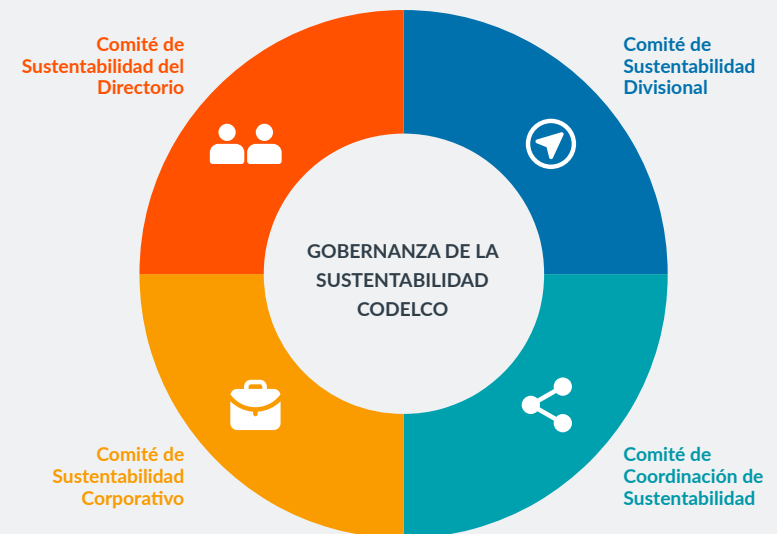 Comité de
Sustentabilidad del
Directorio
Comité de
Sustentabilidad
Divisional
GOBERNANZA DE LA
SUSTENTABILIDAD
CODELCO
Comité de
Sustentabilidad
Corporativo
Comité de
Coordinación de
Sustentabilidad